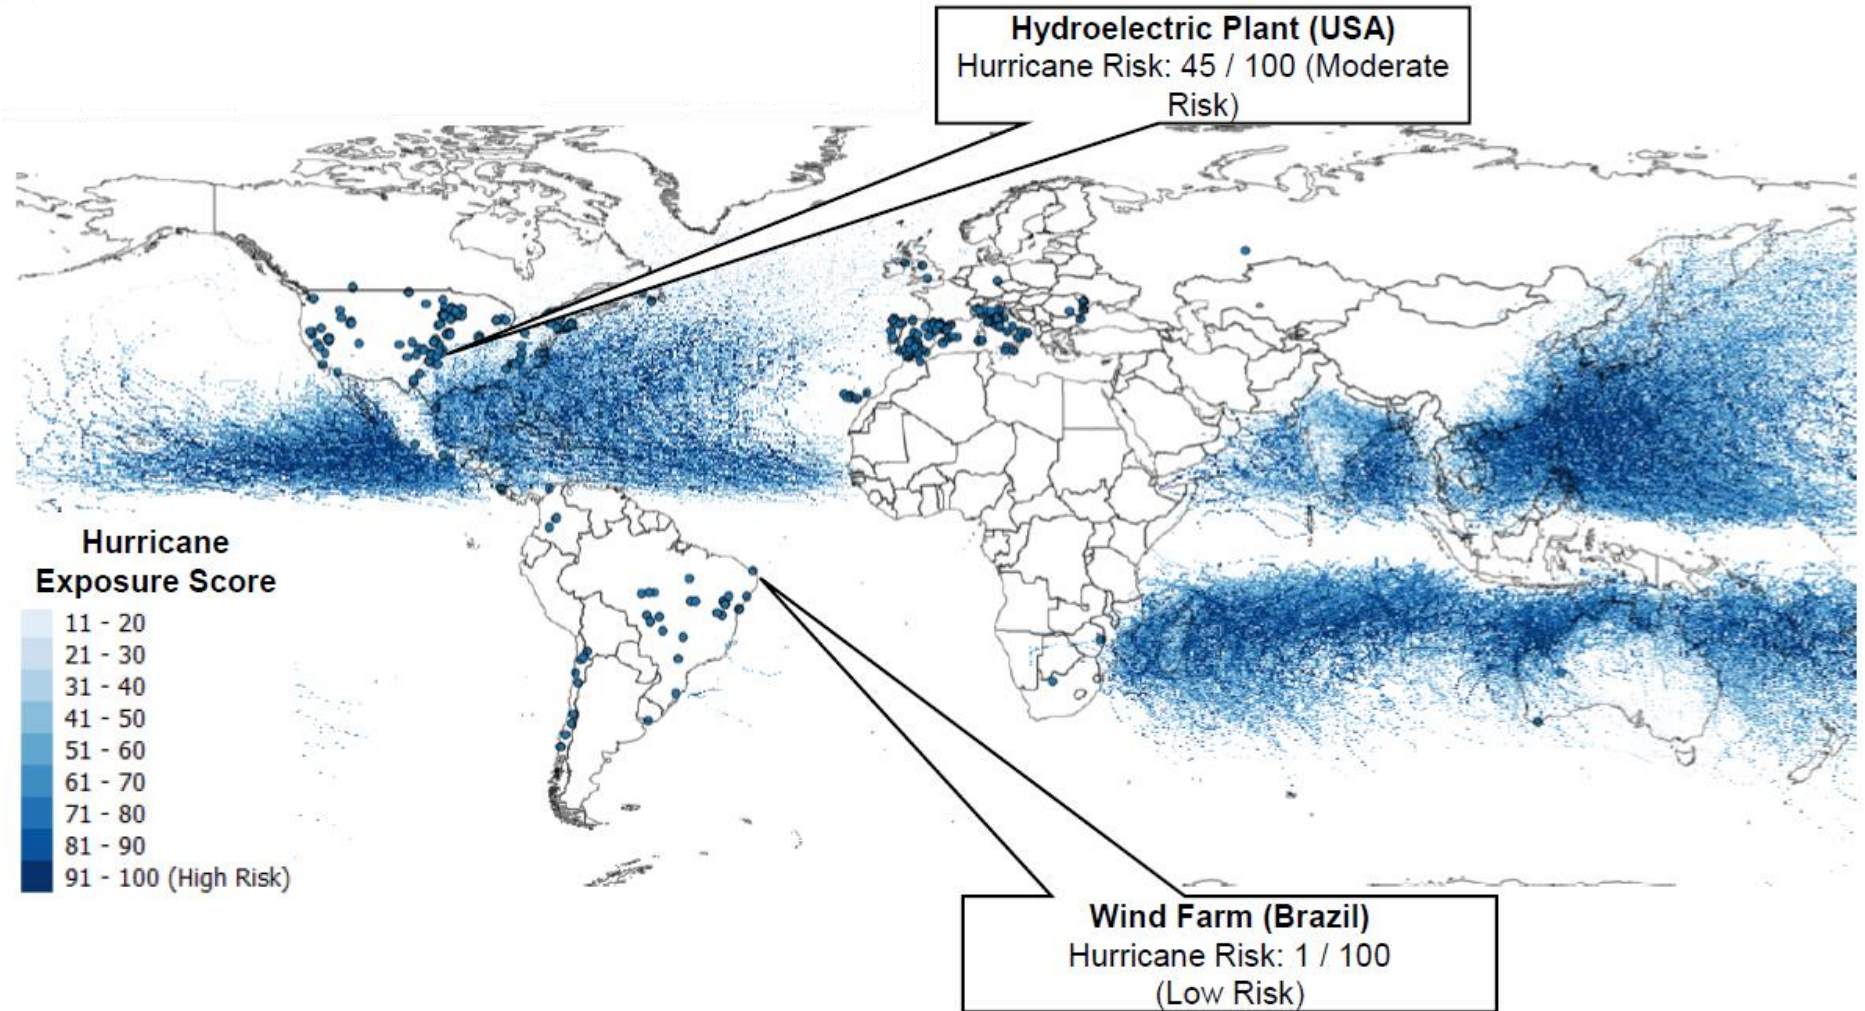 Hydroelectric Plant (USA)
Hurricane Risk: 45 / 100 (Moderate
Risk)
Hurricane
Exposure Score
11 - 20
21 - 30
31 - 40
41 - 50
51 - 60
61 - 70
71 - 80
81 - 90
91 - 100 (High Risk)
Wind Farm (Brazil)
Hurricane Risk: 1 / 100
(Low Risk)